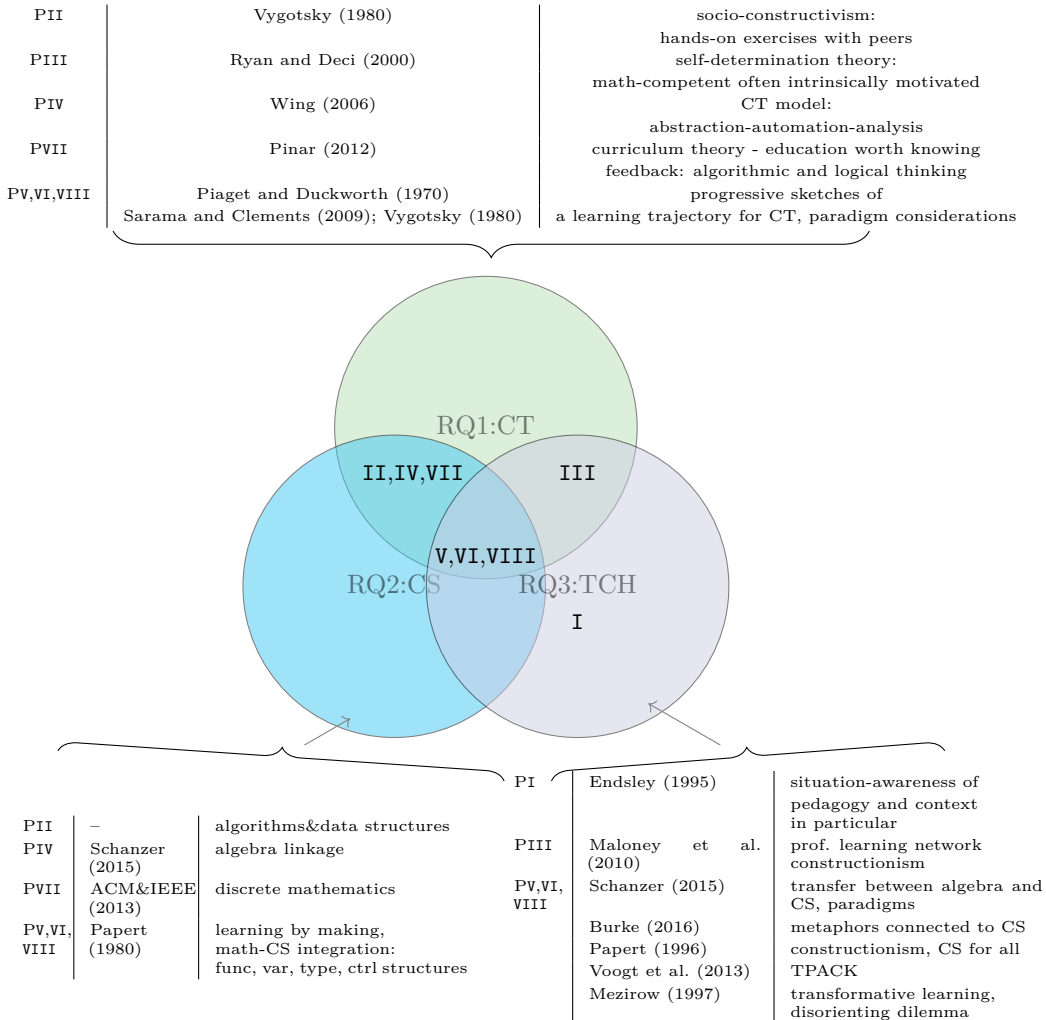 PII Vygotsky (1980) socio-constructivism:
hands-on exercises with peers
PIII Ryan and Deci (2000) self-determination theory:
math-competent often intrinsically motivated
PIV Wing (2006) CT model:
abstraction-automation-analysis
PVII Pinar (2012) curriculum theory - education worth knowing
feedback: algorithmic and logical thinking
PV,VI,VIII Piaget and Duckworth (1970) progressive sketches of
Sarama and Clements (2009); Vygotsky (1980) a learning trajectory for CT, paradigm considerations
RQ1:CT
II,IV,VII III
V,VI,VIII
RQ2:CS RQ3:TCH
I
PII – algorithms&data structures
PIV Schanzer algebra linkage
(2015)
PVII ACM&IEEE discrete mathematics
(2013)
PV,VI, Papert learning by making,
VIII (1980) math-CS integration:
func, var, type, ctrl structures
PI Endsley (1995) situation-awareness of
pedagogy and context
in particular
PIII Maloney et al. prof. learning network
(2010) constructionism
PV,VI, Schanzer (2015) transfer between algebra and
VIII CS, paradigms
Burke (2016) metaphors connected to CS
Papert (1996) constructionism, CS for all
Voogt et al. (2013) TPACK
Mezirow (1997) transformative learning,
disorienting dilemma